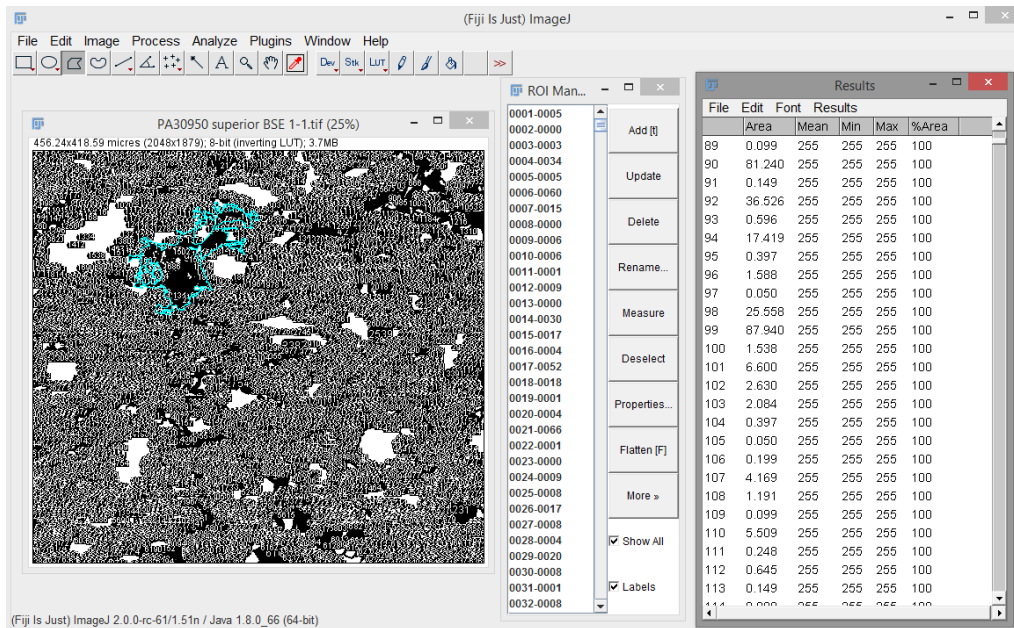 (Fiji Is Just) ImageJ
File Edit Image Process Analyze Plugins Window Help
Dev Stk LUT >>
PA30950 superior BSE 1-1.tif (25%)
456.24x418.59 micres (2048x1879); 8-bit (inverting LUT); 3.7MB
ROI Man...
0001-0005
0002-0000
0003-0003
0004-0034
0005-0005
0006-0060
0007-0015
0008-0000
0009-0006
0010-0006
0011-0001
0012-0009
0013-0000
0014-0030
0015-0017
0016-0004
0017-0052
0018-0018
0019-0001
0020-0004
0021-0066
0022-0001
0023-0000
0024-0009
0025-0008
0026-0017
0027-0008
0028-0004
0029-0020
0030-0008
0031-0001
0032-0008
Add [t]
Update
Delete
Rename...
Measure
Deselect
Properties...
Flatten [F]
More »
Show All
Labels
Results
File Edit Font Results
Area Mean Min Max %Area
89 0.099 255 255 255 100
90 81.240 255 255 255 100
91 0.149 255 255 255 100
92 36.526 255 255 255 100
93 0.596 255 255 255 100
94 17.419 255 255 255 100
95 0.397 255 255 255 100
96 1.588 255 255 255 100
97 0.050 255 255 255 100
98 25.558 255 255 255 100
99 87.940 255 255 255 100
100 1.538 255 255 255 100
101 6.600 255 255 255 100
102 2.630 255 255 255 100
103 2.084 255 255 255 100
104 0.397 255 255 255 100
105 0.050 255 255 255 100
106 0.199 255 255 255 100
107 4.169 255 255 255 100
108 1.191 255 255 255 100
109 0.099 255 255 255 100
110 5.509 255 255 255 100
111 0.248 255 255 255 100
112 0.645 255 255 255 100
113 0.149 255 255 255 100
(Fiji Is Just) ImageJ 2.0.0-rc-61/1.51n / Java 1.8.0_66 (64-bit)